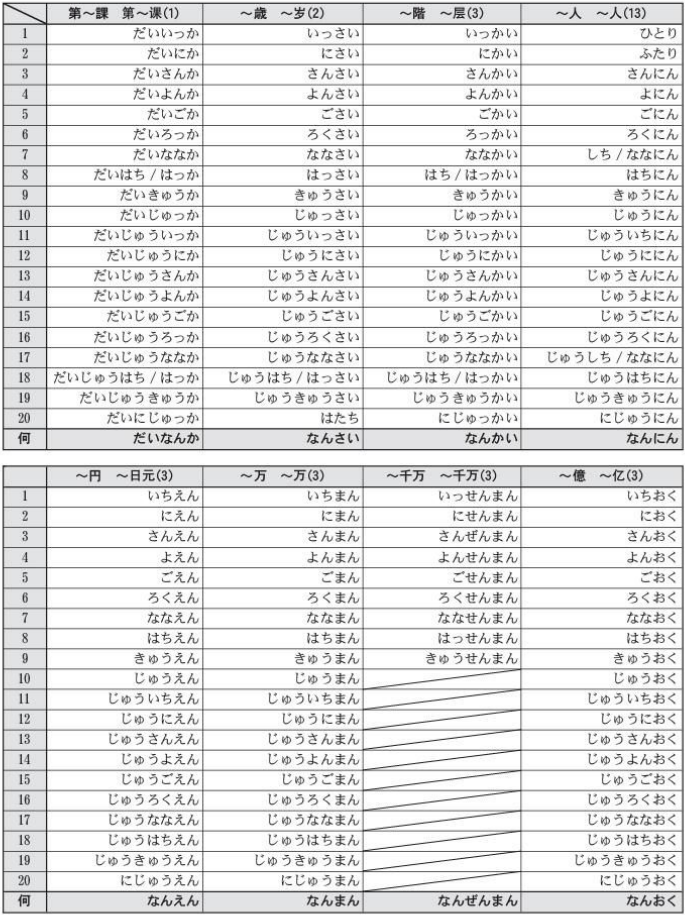 第～課 第～课(1) ～歳 ～岁(2) ～階 ～层(3) ～人 ～人(13)
1 だいいっか いっさい いっかい ひとり
2 だいにか にさい にかい ふたり
3 だいさんか さんさい さんかい さんにん
4 だいよんか よんさい よんかい よにん
5 だいごか ごさい ごかい ごにん
6 だいろっか ろくさい ろっかい ろくにん
7 だいななか ななさい ななかい しち / ななにん
8 だいはち / はっか はっさい はち / はっかい はちにん
9 だいきゅうか きゅうさい きゅうかい きゅうにん
10 だいじゅっか じゅっさい じゅっかい じゅうにん
11 だいじゅういっか じゅういっさい じゅういっかい じゅういちにん
12 だいじゅうにか じゅうにさい じゅうにかい じゅうににん
13 だいじゅうさんか じゅうさんさい じゅうさんかい じゅうさんにん
14 だいじゅうよんか じゅうよんさい じゅうよんかい じゅうよにん
15 だいじゅうごか じゅうごさい じゅうごかい じゅうごにん
16 だいじゅうろっか じゅうろくさい じゅうろっかい じゅうろくにん
17 だいじゅうななか じゅうななさい じゅうななかい じゅうしち / ななにん
18 だいじゅうはち / はっか じゅうはち / はっさい じゅうはち / はっかい じゅうはちにん
19 だいじゅうきゅうか じゅうきゅうさい じゅうきゅうかい じゅうきゅうにん
20 だいにじゅっか はたち にじゅっかい にじゅうにん
何 だいなんか なんさい なんかい なんにん
～円 ～日元(3) ～万 ～万(3) ～千万 ～千万(3) ～億 ～亿(3)
1 いちえん いちまん いっせんまん いちおく
2 にえん にまん にせんまん におく
3 さんえん さんまん さんぜんまん さんおく
4 よえん よんまん よんせんまん よんおく
5 ごえん ごまん ごせんまん ごおく
6 ろくえん ろくまん ろくせんまん ろくおく
7 ななえん ななまん ななせんまん ななおく
8 はちえん はちまん はっせんまん はちおく
9 きゅうえん きゅうまん きゅうせんまん きゅうおく
10 じゅうえん じゅうまん じゅうおく
11 じゅういちえん じゅういちまん じゅういちおく
12 じゅうにえん じゅうにまん じゅうにおく
13 じゅうさんえん じゅうさんまん じゅうさんおく
14 じゅうよえん じゅうよんまん じゅうよんおく
15 じゅうごえん じゅうごまん じゅうごおく
16 じゅうろくえん じゅうろくまん じゅうろくおく
17 じゅうななえん じゅうななまん じゅうななおく
18 じゅうはちえん じゅうはちまん じゅうはちおく
19 じゅうきゅうえん じゅうきゅうまん じゅうきゅうおく
20 にじゅうえん にじゅうまん にじゅうおく
何 なんえん なんまん なんぜんまん なんおく